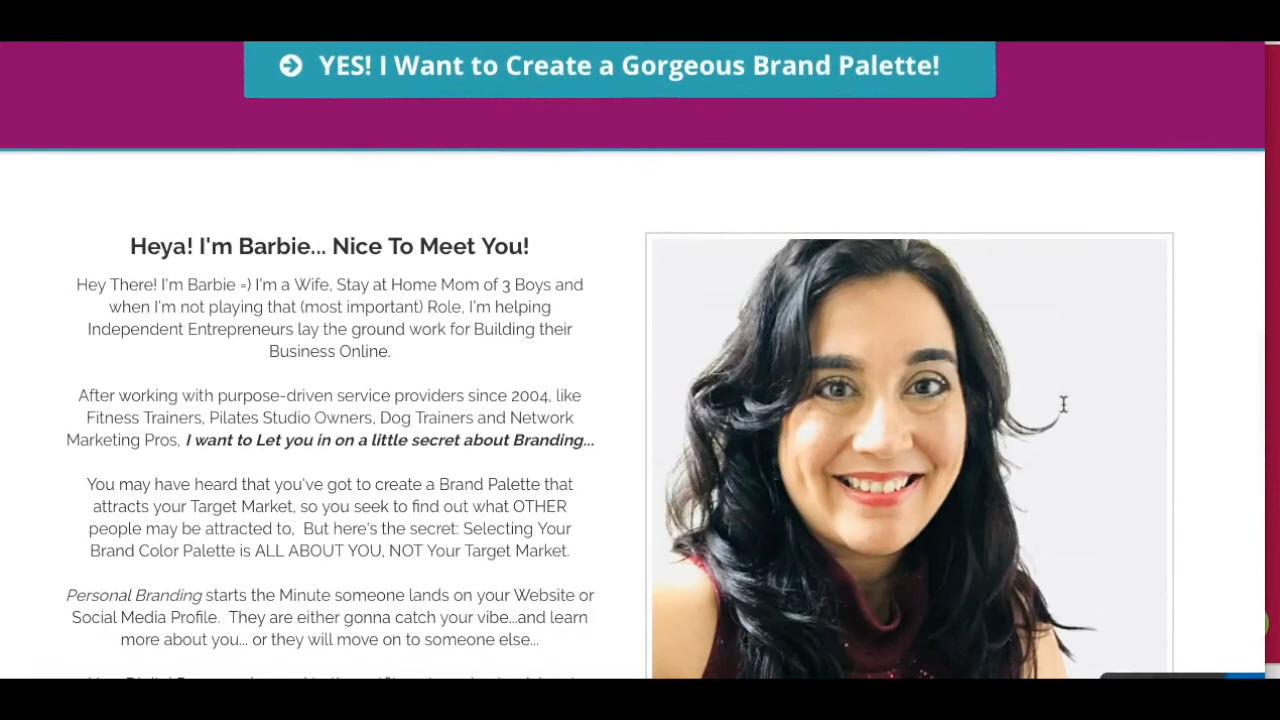 YES! I Want to Create a Gorgeous Brand Palette!
Heya! I'm Barbie... Nice To Meet You!
Hey There! I'm Barbie =) I'm a Wife, Stay at Home Mom of 3 Boys and
when I'm not playing that (most important) Role, I'm helping
Independent Entrepreneurs lay the ground work for Building their
Business Online.
After working with purpose-driven service providers since 2004, like
Fitness Trainers, Pilates Studio Owners, Dog Trainers and Network
Marketing Pros, I want to Let you in on a little secret about Branding...
You may have heard that you've got to create a Brand Palette that
attracts your Target Market, so you seek to find out what OTHER
people may be attracted to,  But here's the secret: Selecting Your
Brand Color Palette is ALL ABOUT YOU, NOT Your Target Market.
Personal Branding starts the Minute someone lands on your Website or
Social Media Profile.  They are either gonna catch your vibe...and learn
more about you... or they will move on to someone else...